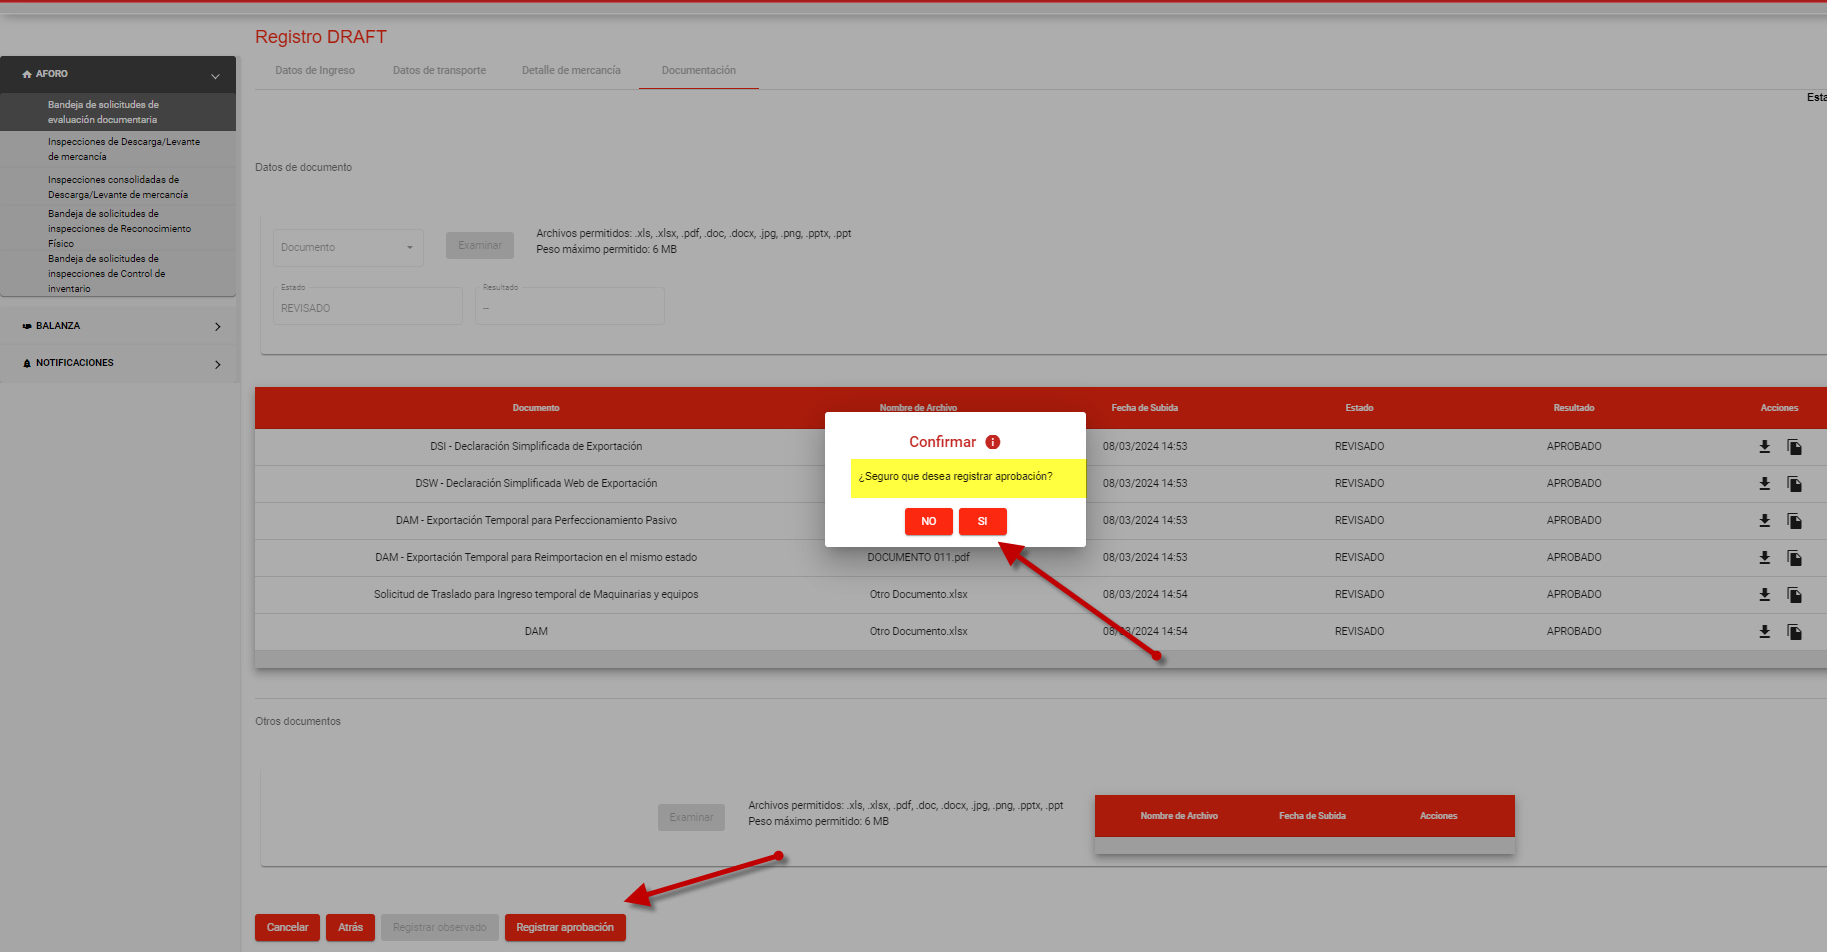 Registro DRAFT
AFORO
Bandeja de solicitudes de
evaluación documentaria
Inspecciones de Descarga/Levante
de mercancía
Inspecciones consolidadas de
Descarga/Levante de mercancía
Bandeja de solicitudes de
inspecciones de Reconocimiento
Físico
Bandeja de solicitudes de
inspecciones de Control de
inventario
BALANZA
NOTIFICACIONES
Datos de Ingreso Datos de transporte Detalle de mercancía Documentación
Esta
Datos de documento
Documento Examinar
Archivos permitidos: .xls, .xlsx, .pdf, .doc, .docx, .jpg, .png, .pptx, .ppt
Peso máximo permitido: 6 MB
Estado Resultado
REVISADO --
Documento Nombre de Archivo Fecha de Subida Estado Resultado Acciones
DSI - Declaración Simplificada de Exportación 08/03/2024 14:53 REVISADO APROBADO
DSW - Declaración Simplificada Web de Exportación 08/03/2024 14:53 REVISADO APROBADO
DAM - Exportación Temporal para Perfeccionamiento Pasivo 08/03/2024 14:53 REVISADO APROBADO
DAM - Exportación Temporal para Reimportacion en el mismo estado DOCUMENTO 011.pdf 08/03/2024 14:53 REVISADO APROBADO
Solicitud de Traslado para Ingreso temporal de Maquinarias y equipos Otro Documento.xlsx 08/03/2024 14:54 REVISADO APROBADO
DAM Otro Documento.xlsx 08/03/2024 14:54 REVISADO APROBADO
Confirmar
¿Seguro que desea registrar aprobación?
NO SI
Otros documentos
Examinar
Archivos permitidos: .xls, .xlsx, .pdf, .doc, .docx, .jpg, .png, .pptx, .ppt
Peso máximo permitido: 6 MB
Nombre de Archivo Fecha de Subida Acciones
Cancelar Atrás Registrar observado Registrar aprobación